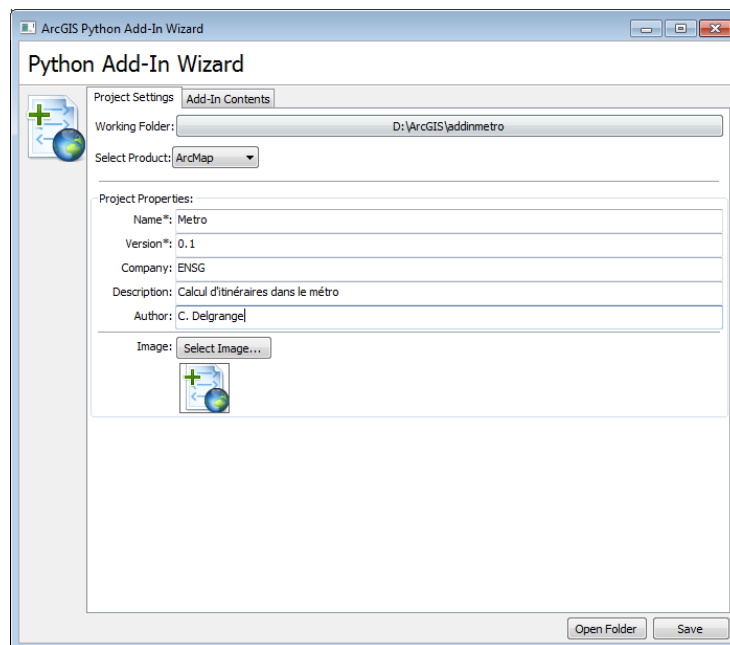 ArcGIS Python Add-In Wizard
Python Add-In Wizard
Project Settings Add-In Contents
Working Folder: D:\ArcGIS\addinmetro
Select Product: ArcMap
Project Properties:
Name*: Metro
Version*: 0.1
Company: ENSG
Description: Calcul d'itinéraires dans le métro
Author: C. Delgrange
Image: Select Image...
Open Folder Save